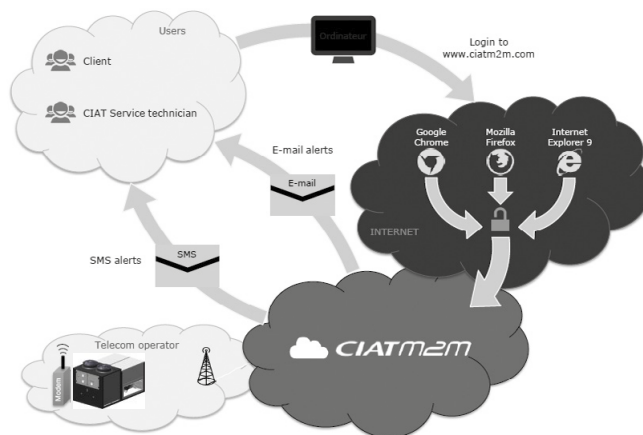 Users
Client
CIAT Service technician
Ordinateur
Login to
www.ciatm2m.com
E-mail alerts
E-mail
SMS alerts
SMS
Google
Chrome
Mozilla
Firefox
Internet
Explorer 9
INTERNET
CIATm2m
Telecom operator
Modem